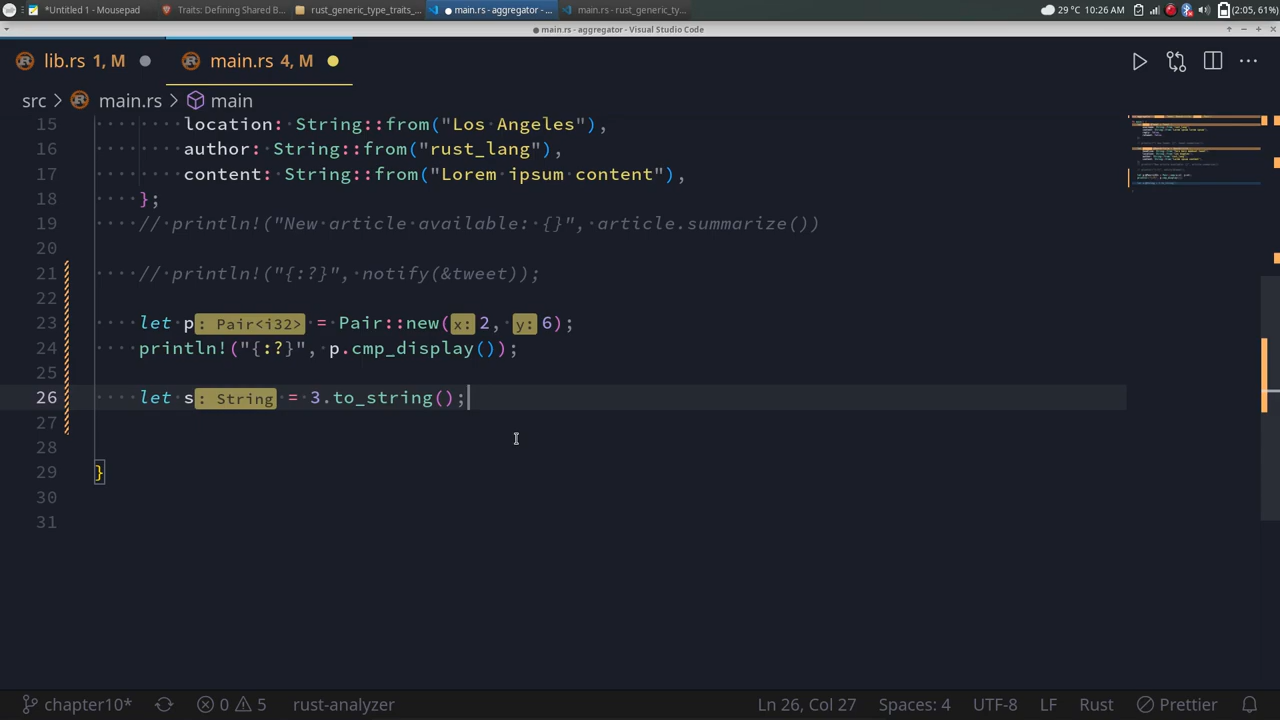 *Untitled 1 - Mousepad
Traits: Defining Shared B...
rust_generic_type_traits_...
● main.rs - aggregator - ...
main.rs - rust_generic_ty...
29 °C
10:26 AM
(2:05, 61%)
● main.rs - aggregator - Visual Studio Code
lib.rs 1, M
main.rs 4, M
src > main.rs > main
15 location: String::from("Los Angeles"),
16 author: String::from("rust_lang"),
17 content: String::from("Lorem ipsum content"),
18 };
19 // println!("New article available: {}", article.summarize())
20
21 // println!("{:?}", notify(&tweet));
22
23 let p: Pair<i32> = Pair::new(x: 2, y: 6);
24 println!("{:?}", p.cmp_display());
25
26 let s: String = 3.to_string();
27
28
29 }
30
31
chapter10* 0 5 rust-analyzer Ln 26, Col 27 Spaces: 4 UTF-8 LF Rust Prettier